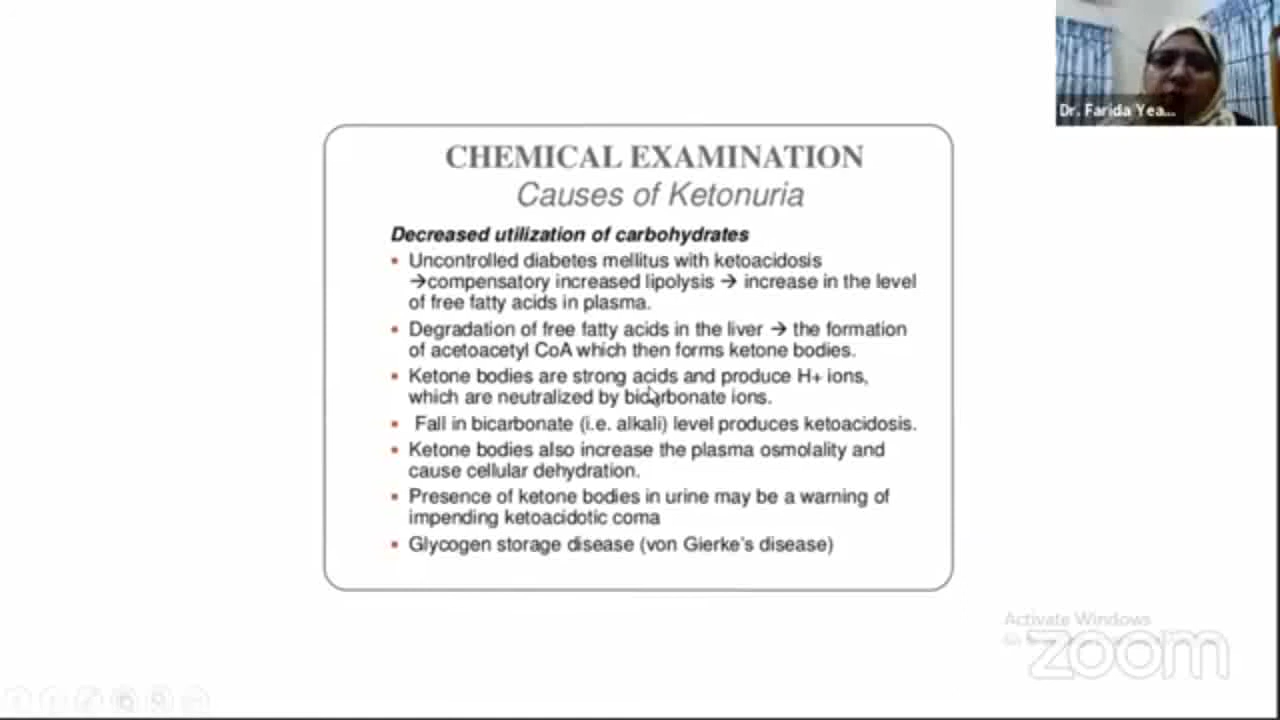 Dr. Farida Yea...
CHEMICAL EXAMINATION
Causes of Ketonuria
Decreased utilization of carbohydrates
▪ Uncontrolled diabetes mellitus with ketoacidosis
→compensatory increased lipolysis → increase in the level
of free fatty acids in plasma.
▪ Degradation of free fatty acids in the liver → the formation
of acetoacetyl CoA which then forms ketone bodies.
▪ Ketone bodies are strong acids and produce H+ ions,
which are neutralized by bicarbonate ions.
▪ Fall in bicarbonate (i.e. alkali) level produces ketoacidosis.
▪ Ketone bodies also increase the plasma osmolality and
cause cellular dehydration.
▪ Presence of ketone bodies in urine may be a warning of
impending ketoacidotic coma
▪ Glycogen storage disease (von Gierke's disease)
Activate Windows
zoom